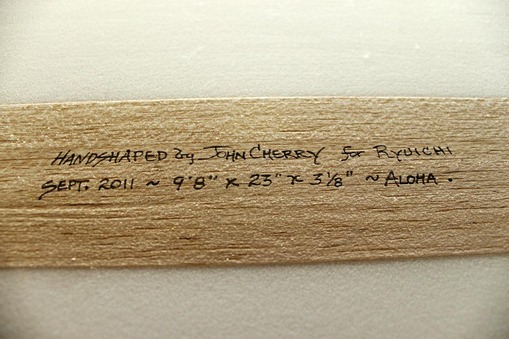 HANDSHAPED By JOHN CHERRY for RYUICHI
SEPT. 2011 ~ 9'8" x 23" x 3 1/8" ~ ALOHA.